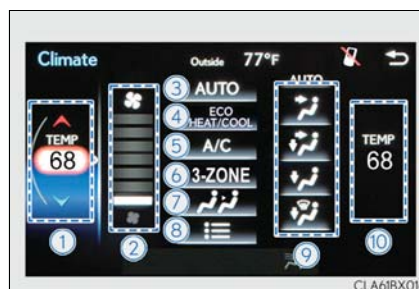 Climate
Outside 77°F
AUTO
TEMP
68
3 AUTO
4 ECO
HEAT/COOL
5 A/C
6 3-ZONE
7
8
1
2
9
10
TEMP
68
CLA61BX01